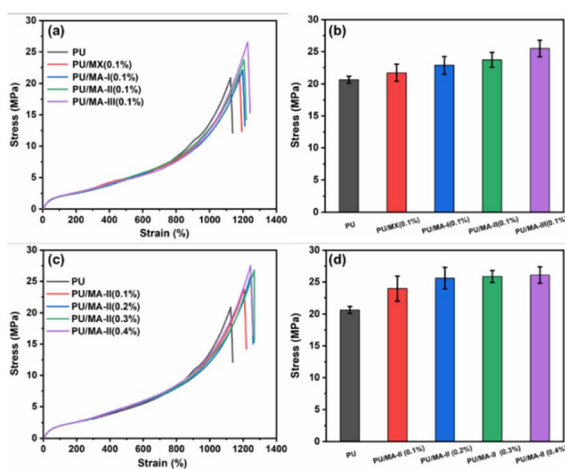 (a)
PU
PU/MX(0.1%)
PU/MA-I(0.1%)
PU/MA-II(0.1%)
PU/MA-III(0.1%)
Stress (MPa)
30
25
20
15
10
5
0
0 200 400 600 800 1000 1200 1400
Strain (%)
(b)
Stress (MPa)
30
25
20
15
10
5
0
PU PU/MX(0.1%) PU/MA-I(0.1%) PU/MA-II(0.1%) PU/MA-III(0.1%)
(c)
PU
PU/MA-II(0.1%)
PU/MA-II(0.2%)
PU/MA-II(0.3%)
PU/MA-II(0.4%)
Stress (MPa)
30
25
20
15
10
5
0
0 200 400 600 800 1000 1200 1400
Strain (%)
(d)
Stress (MPa)
30
25
20
15
10
5
0
PU PU/MA-II (0.1%) PU/MA-II (0.2%) PU/MA-II (0.3%) PU/MA-II (0.4%)